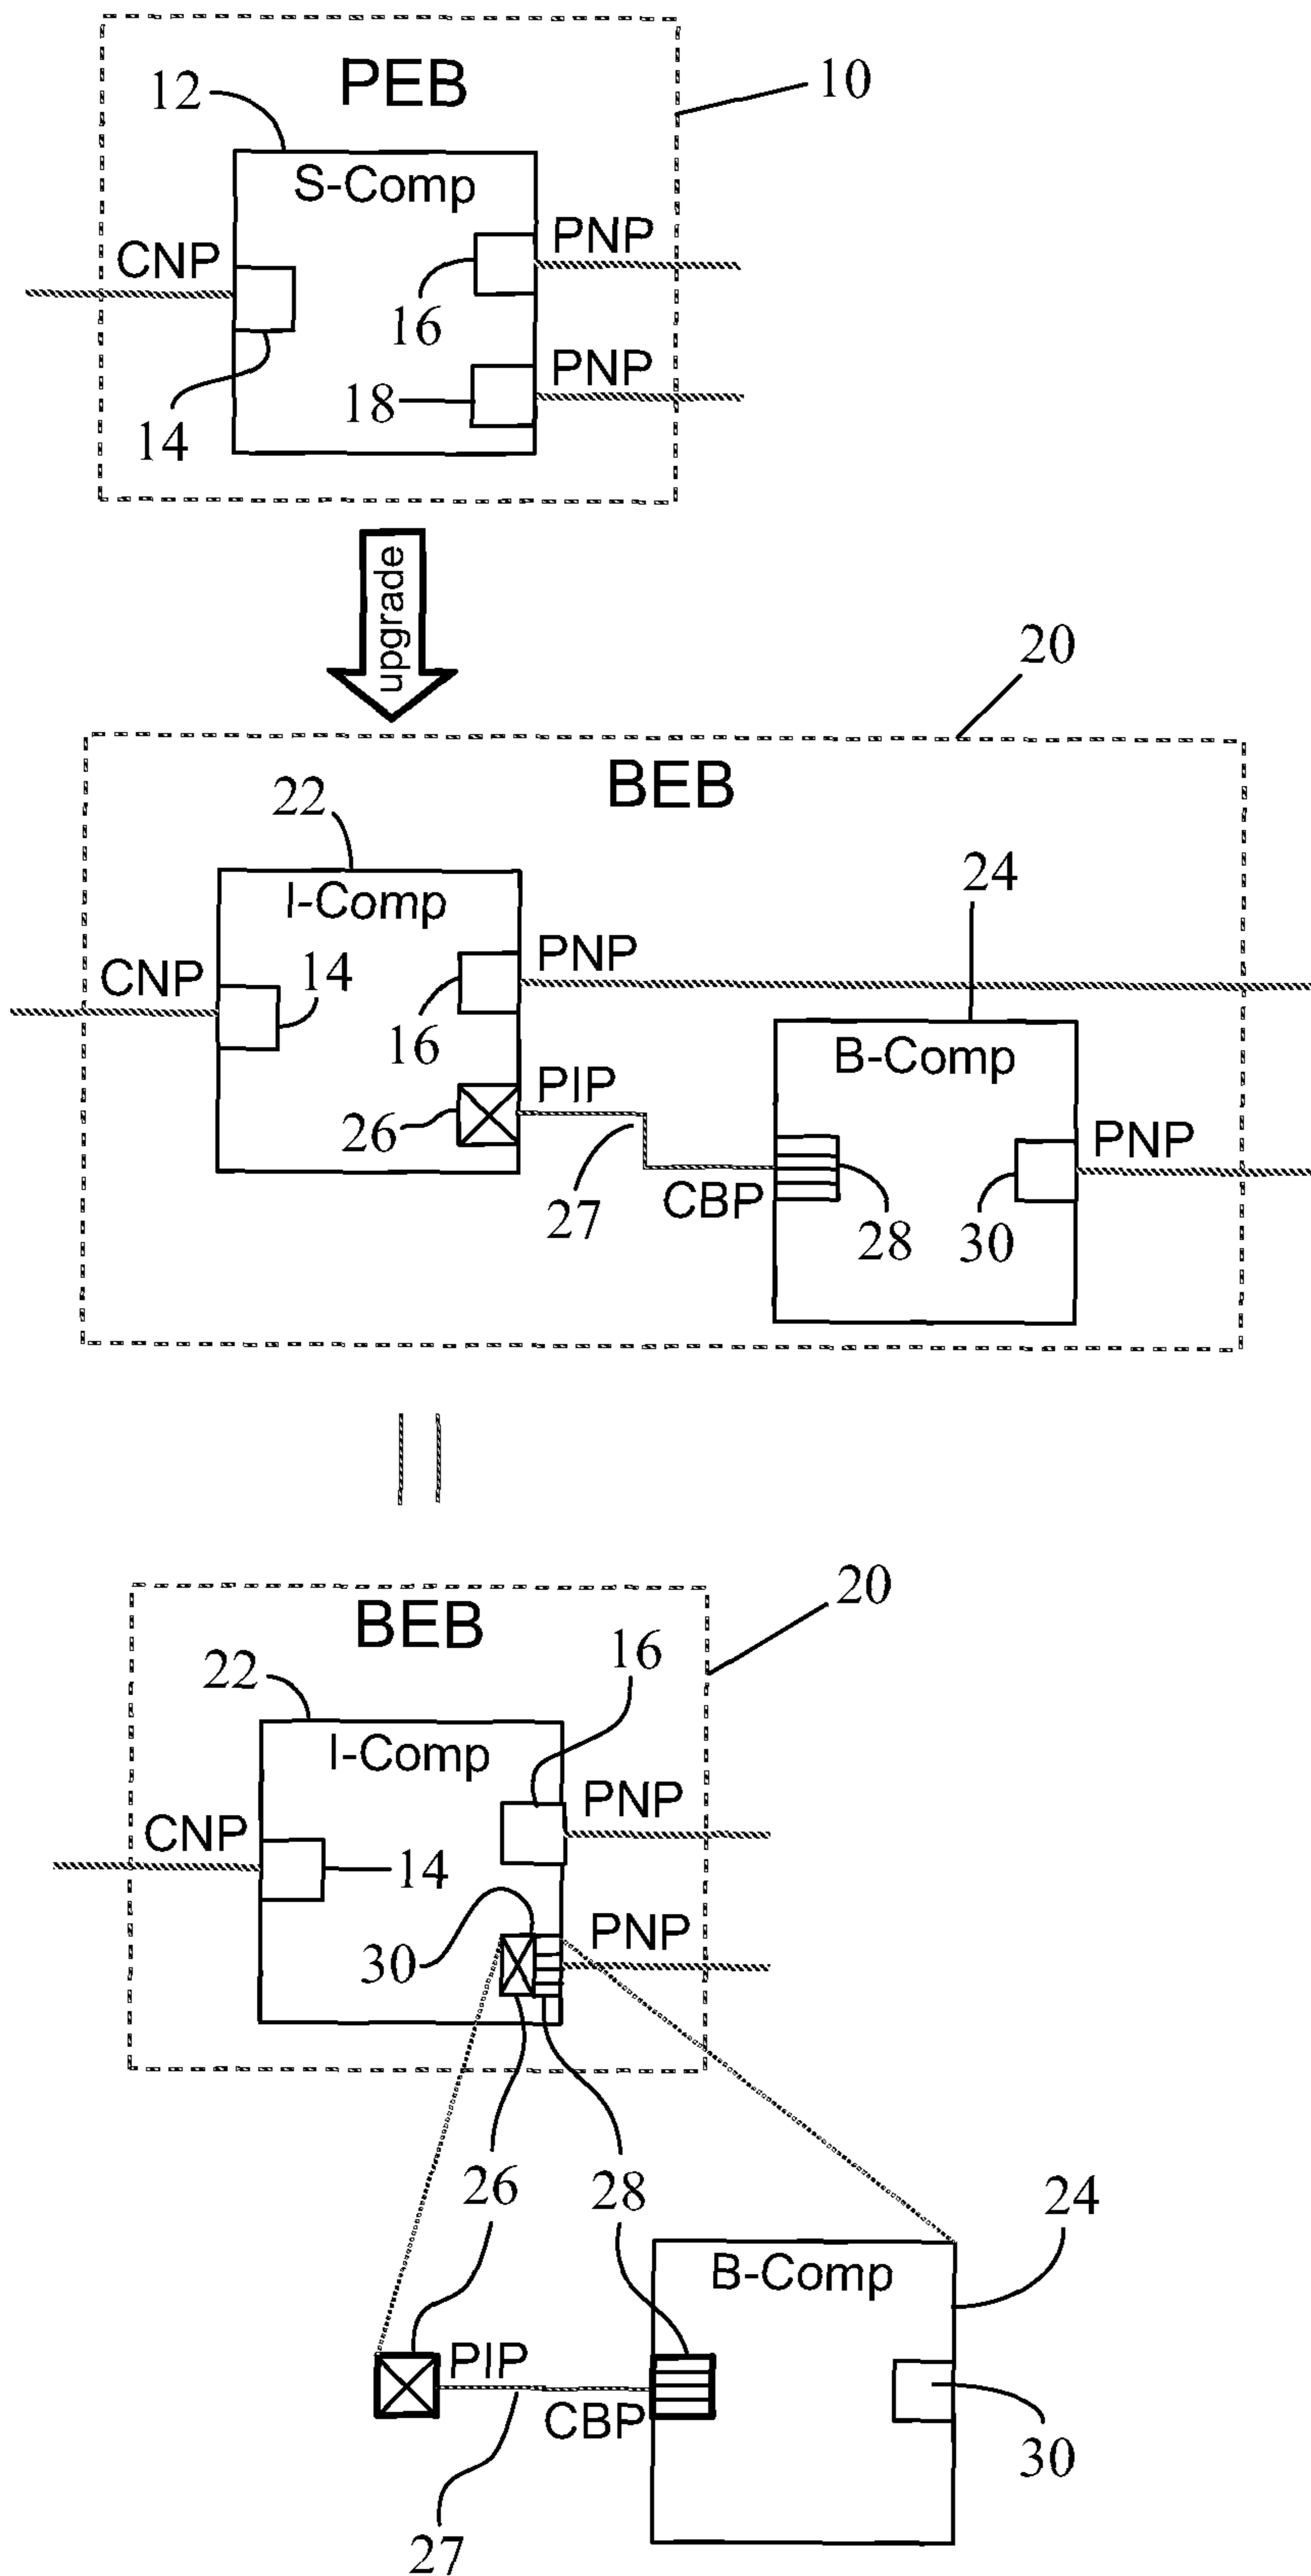 PEB
10
12
S-Comp
CNP
PNP
16
PNP
18
14
upgrade
20
BEB
22
24
I-Comp
CNP
14
PNP
16
B-Comp
PIP
26
PNP
CBP
27
28
30
20
BEB
16
22
I-Comp
PNP
CNP
14
PNP
30
26
28
24
B-Comp
PIP
CBP
30
27